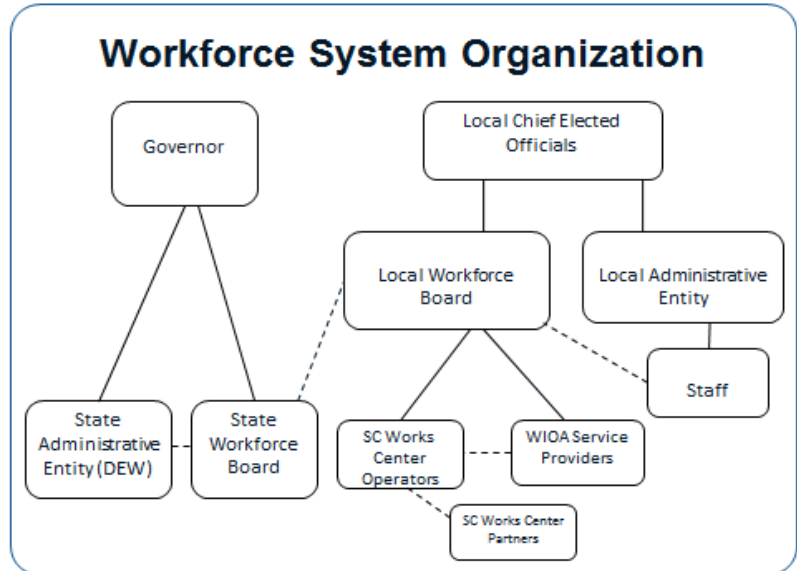 Workforce System Organization
Governor
Local Chief Elected
Officials
Local Workforce
Board
Local Administrative
Entity
Staff
State
Administrative
Entity (DEW)
State
Workforce
Board
SC Works
Center
Operators
WIOA Service
Providers
SC Works Center
Partners